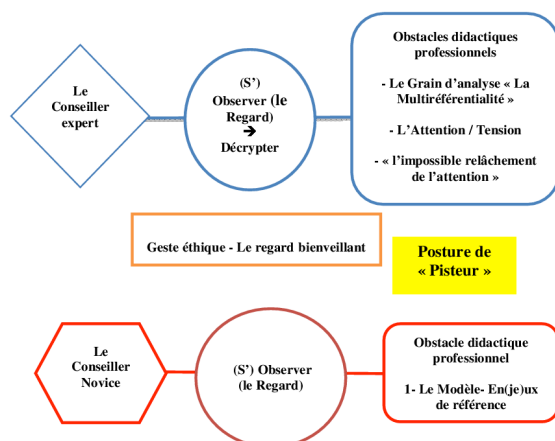 Le
Conseiller
expert
(S’)
Observer (le
Regard)
➔
Décrypter
Obstacles didactiques
professionnels
- Le Grain d’analyse « La
Multiréférentialité »
- L’Attention / Tension
- « l’impossible relâchement
de l’attention »
Geste éthique - Le regard bienveillant
Posture de
« Pisteur »
Le
Conseiller
Novice
(S’) Observer
(le Regard)
Obstacle didactique
professionnel
1- Le Modèle- En(je)ux
de référence